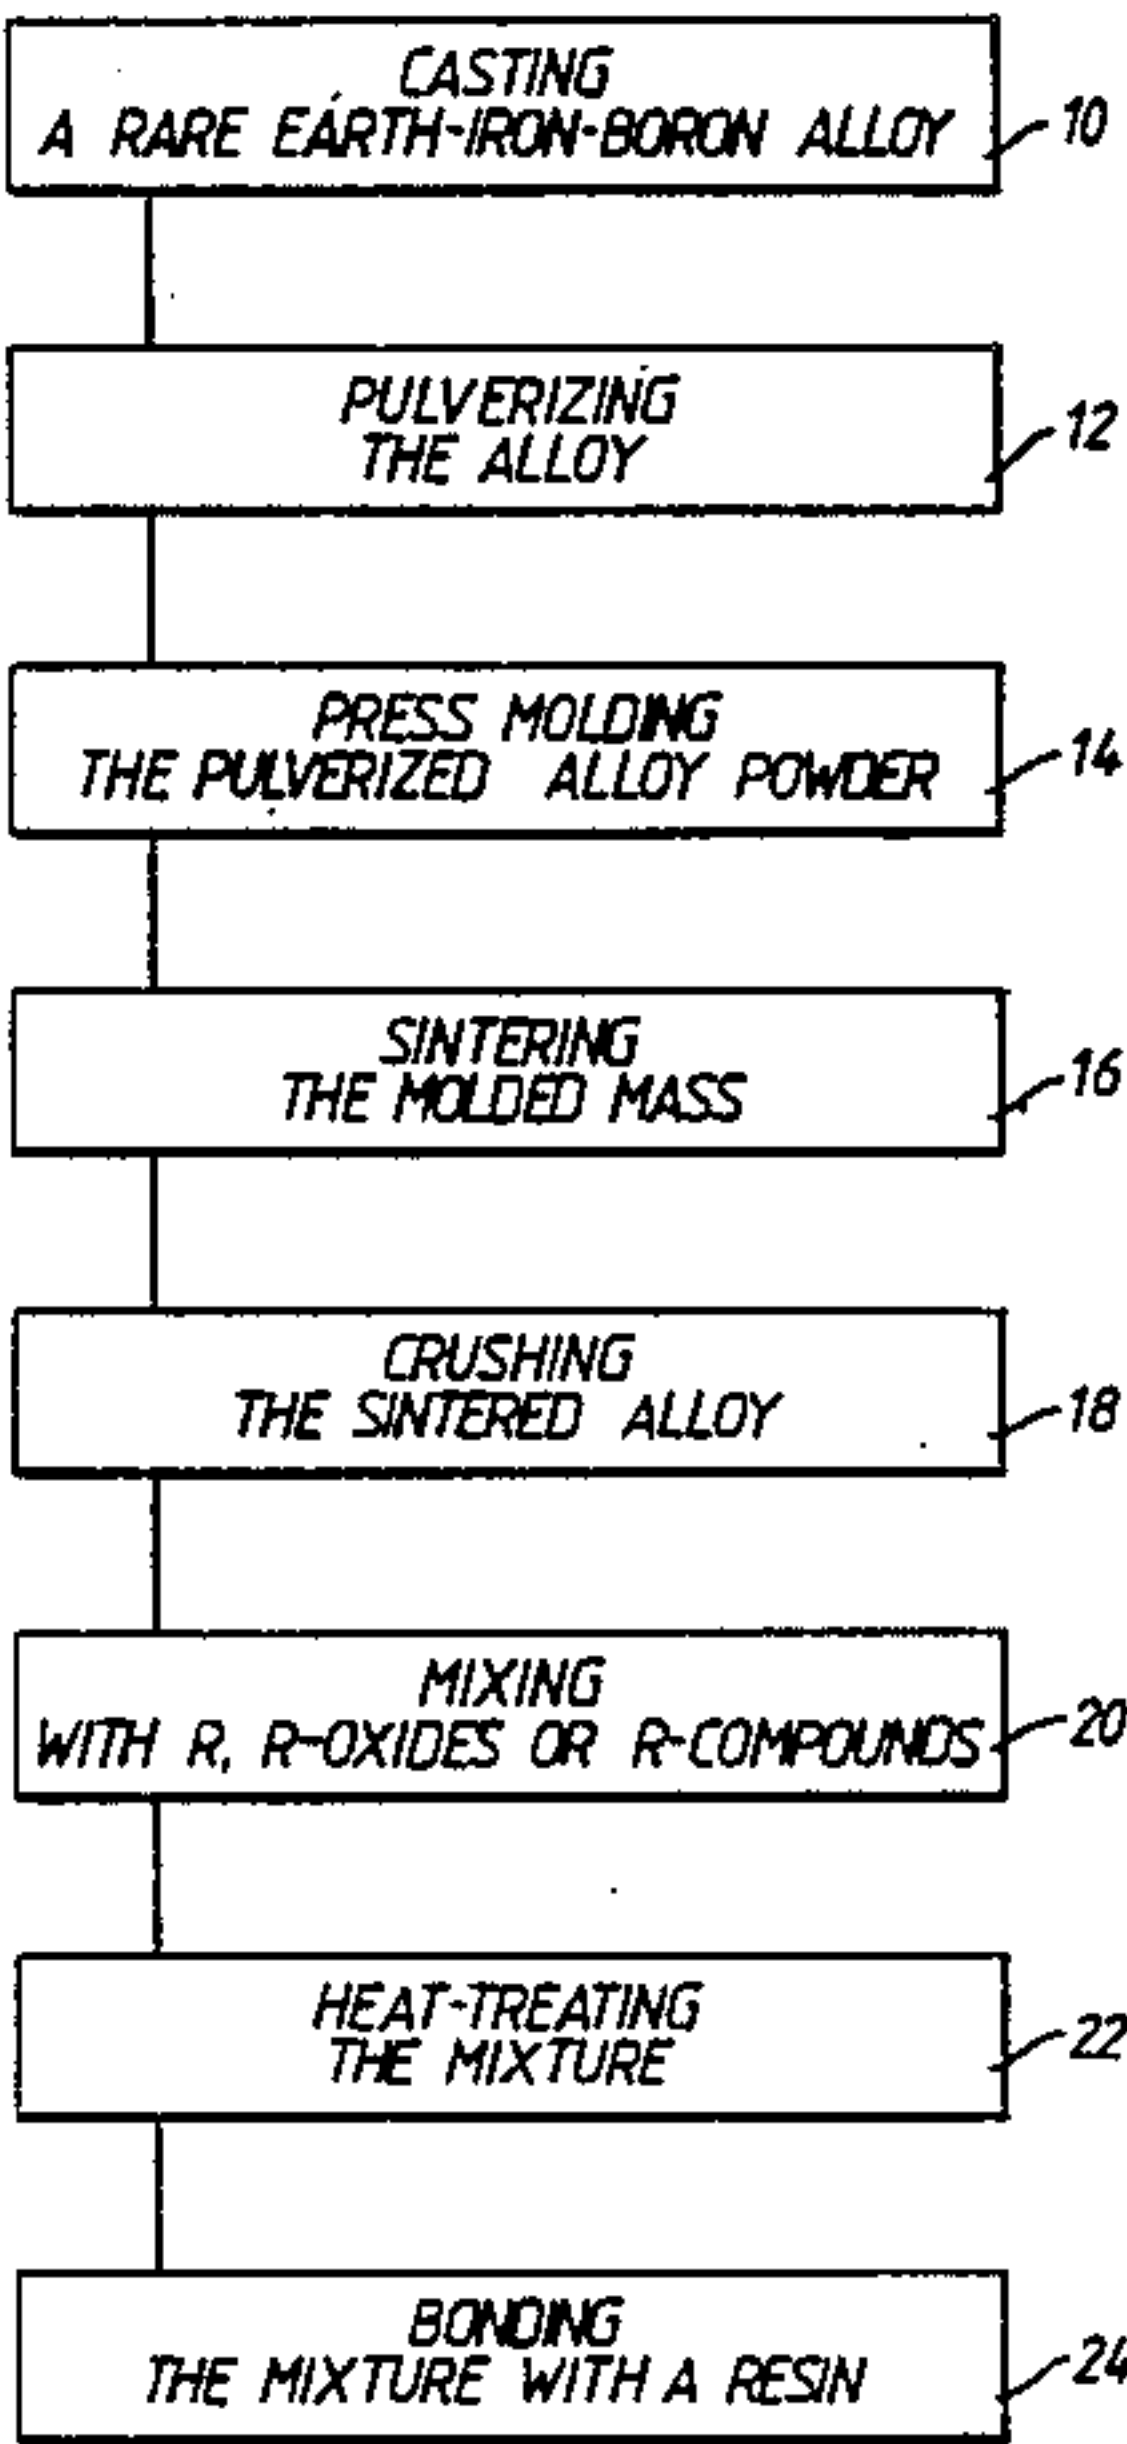 CASTING
A RARE EARTH-IRON-BORON ALLOY
10
PULVERIZING
THE ALLOY
12
PRESS MOLDING
THE PULVERIZED ALLOY POWDER
14
SINTERING
THE MOLDED MASS
16
CRUSHING
THE SINTERED ALLOY
18
MIXING
WITH R, R-OXIDES OR R-COMPOUNDS
20
HEAT-TREATING
THE MIXTURE
22
BONDING
THE MIXTURE WITH A RESIN
24